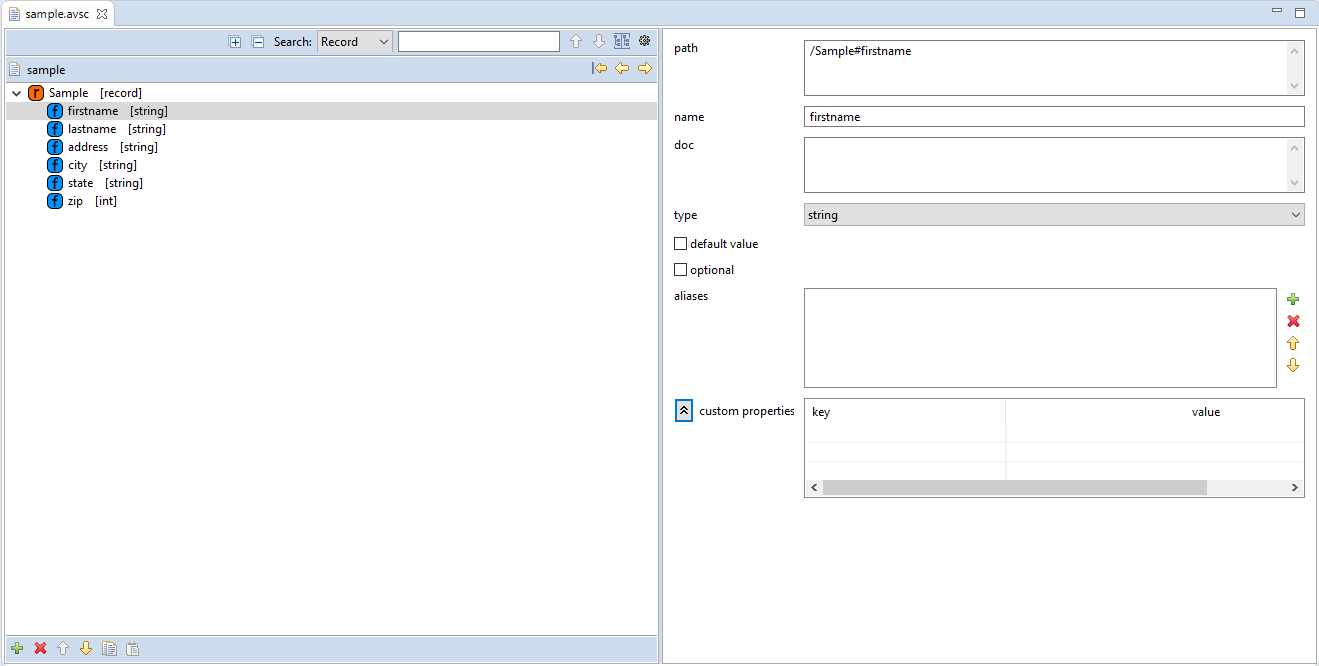 sample.avsc
Search: Record
sample
Sample [record]
firstname [string]
lastname [string]
address [string]
city [string]
state [string]
zip [int]
path /Sample#firstname
name firstname
doc
type string
default value
optional
aliases
custom properties key value